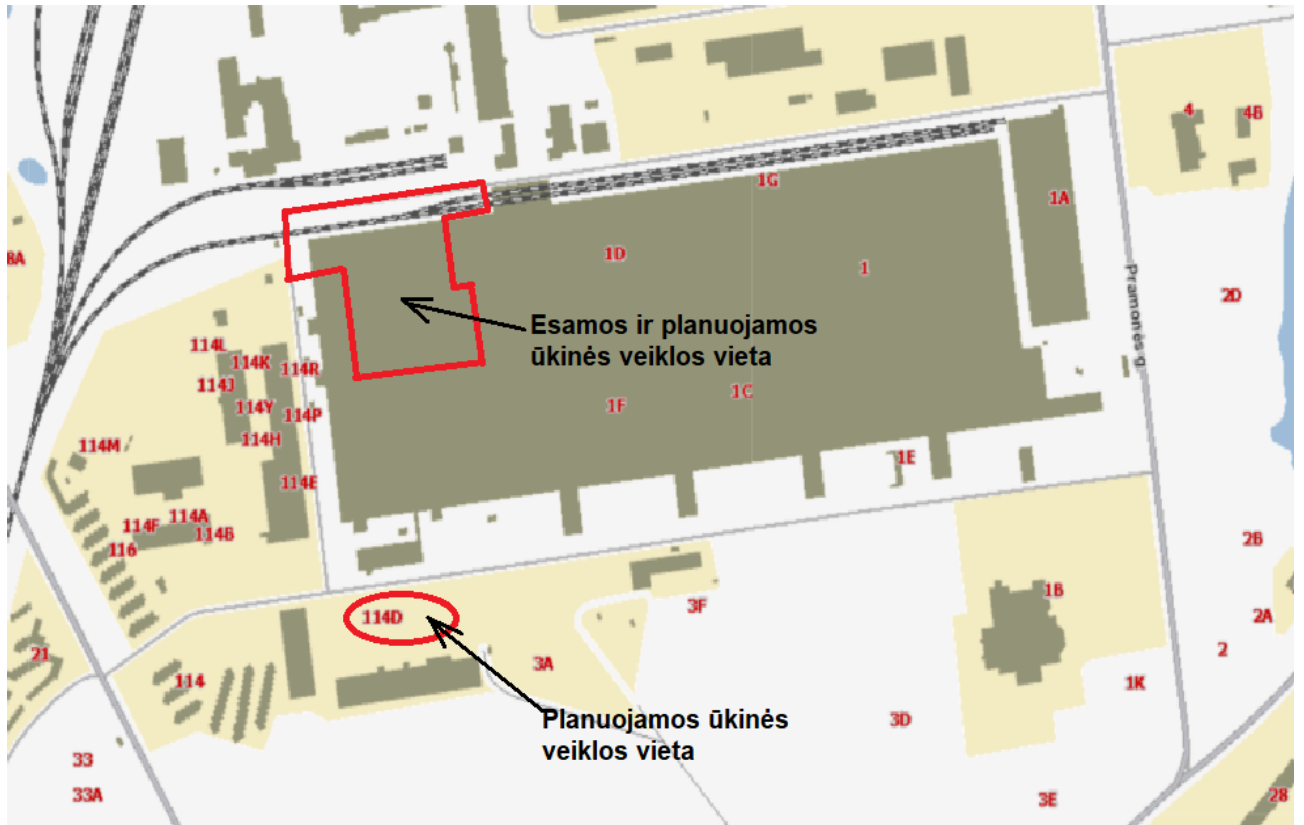 4
4B
1G
1A
8A
1D
1
2D
Pramonės g.
Esamos ir planuojamos
ūkinės veiklos vieta
114L
114K
114R
114J
114Y
114P
1F
1C
114H
114M
1E
114E
114A
114F
114B
116
2B
1B
114D
3F
2A
21
3A
2
114
1K
Planuojamos ūkinės
veiklos vieta
3D
33
33A
3E
28